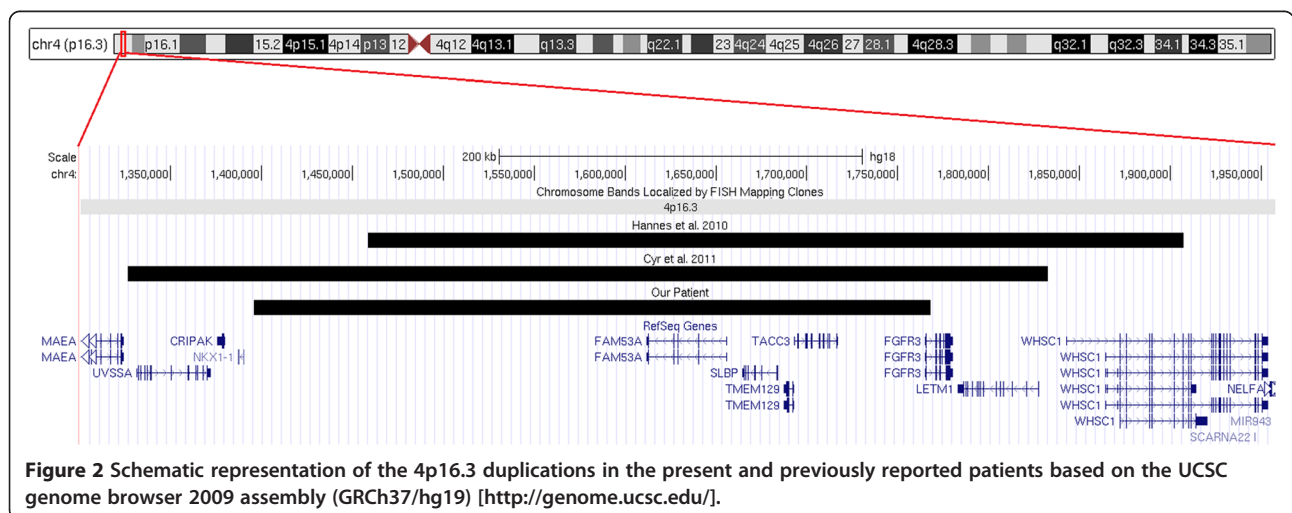 chr4 (p16.3) p16.1 15.2 4p15.1 4p14 p13 12 4q12 4q13.1 q13.3 q22.1 23 4q24 4q25 4q26 27 28.1 4q28.3 q32.1 q32.3 34.1 34.3 35.1
Scale 200 kb hg18
chr4: 1,350,000 1,400,000 1,450,000 1,500,000 1,550,000 1,600,000 1,650,000 1,700,000 1,750,000 1,800,000 1,850,000 1,900,000 1,950,000
Chromosome Bands Localized by FISH Mapping Clones
4p16.3
Hannes et al. 2010
Cyr et al. 2011
Our Patient
RefSeq Genes
MAEA CRIPAK FAM53A TACC3 FGFR3 WHSC1
MAEA NKX1-1 FAM53A FGFR3 WHSC1
UVSSA SLBP FGFR3 WHSC1
TMEM129 LETM1 WHSC1 NELFA
TMEM129 WHSC1
WHSC1 MIR943
SCARNA22
Figure 2 Schematic representation of the 4p16.3 duplications in the present and previously reported patients based on the UCSC
genome browser 2009 assembly (GRCh37/hg19) [http://genome.ucsc.edu/].